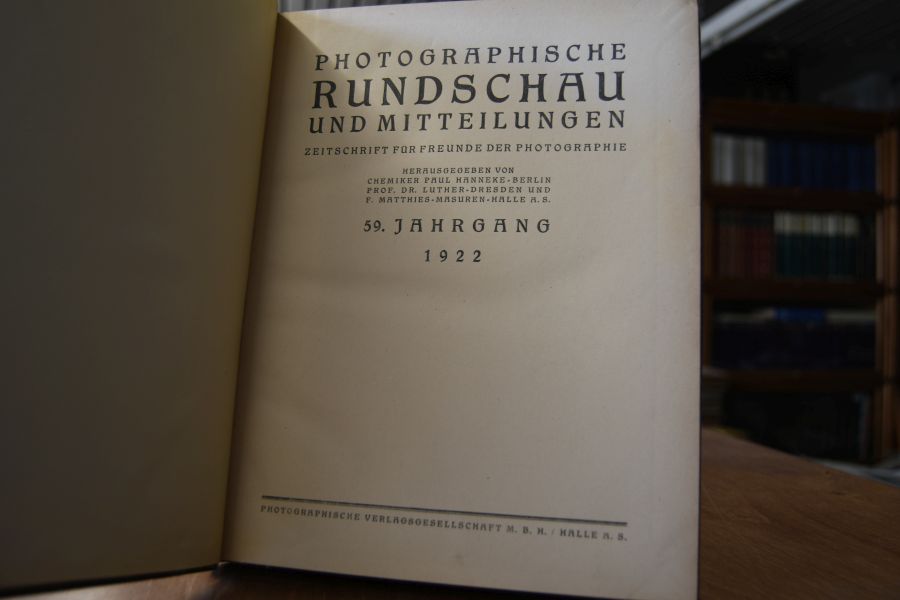 PHOTOGRAPHISCHE
RUNDSCHAU
UND MITTEILUNGEN
ZEITSCHRIFT FÜR FREUNDE DER PHOTOGRAPHIE
HERAUSGEGEBEN VON
CHEMIKER PAUL HANNEKE-BERLIN
PROF. DR. LUTHER-DRESDEN UND
F. MATTHIES-MASUREN-HALLE A. S.
59. JAHRGANG
1922
PHOTOGRAPHISCHE VERLAGSGESELLSCHAFT M. B. H. / HALLE A. S.